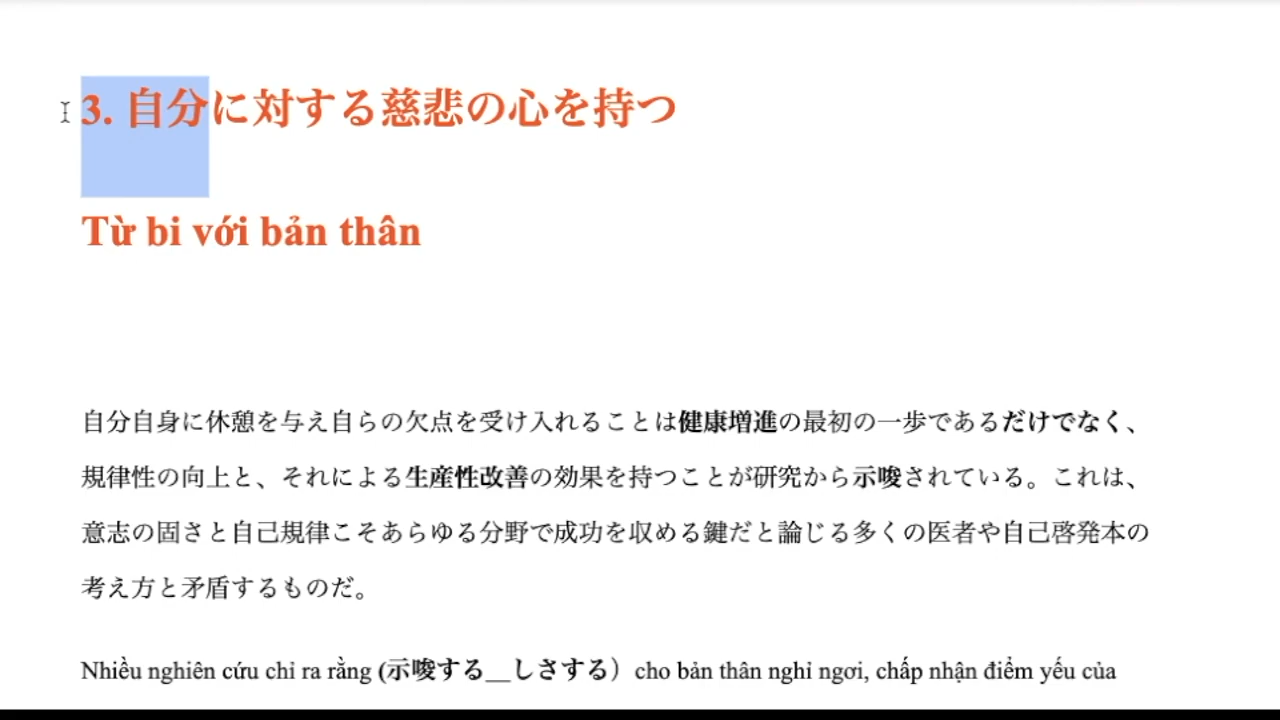 3. 自分に対する慈悲の心を持つ
Từ bi với bản thân
自分自身に休憩を与え自らの欠点を受け入れることは健康増進の最初の一歩であるだけでなく、
規律性の向上と、それによる生産性改善の効果を持つことが研究から示唆されている。これは、
意志の固さと自己規律こそあらゆる分野で成功を収める鍵だと論じる多くの医者や自己啓発本の
考え方と矛盾するものだ。
Nhiều nghiên cứu chỉ ra rằng (示唆する__しさする）cho bản thân nghỉ ngơi, chấp nhận điểm yếu của